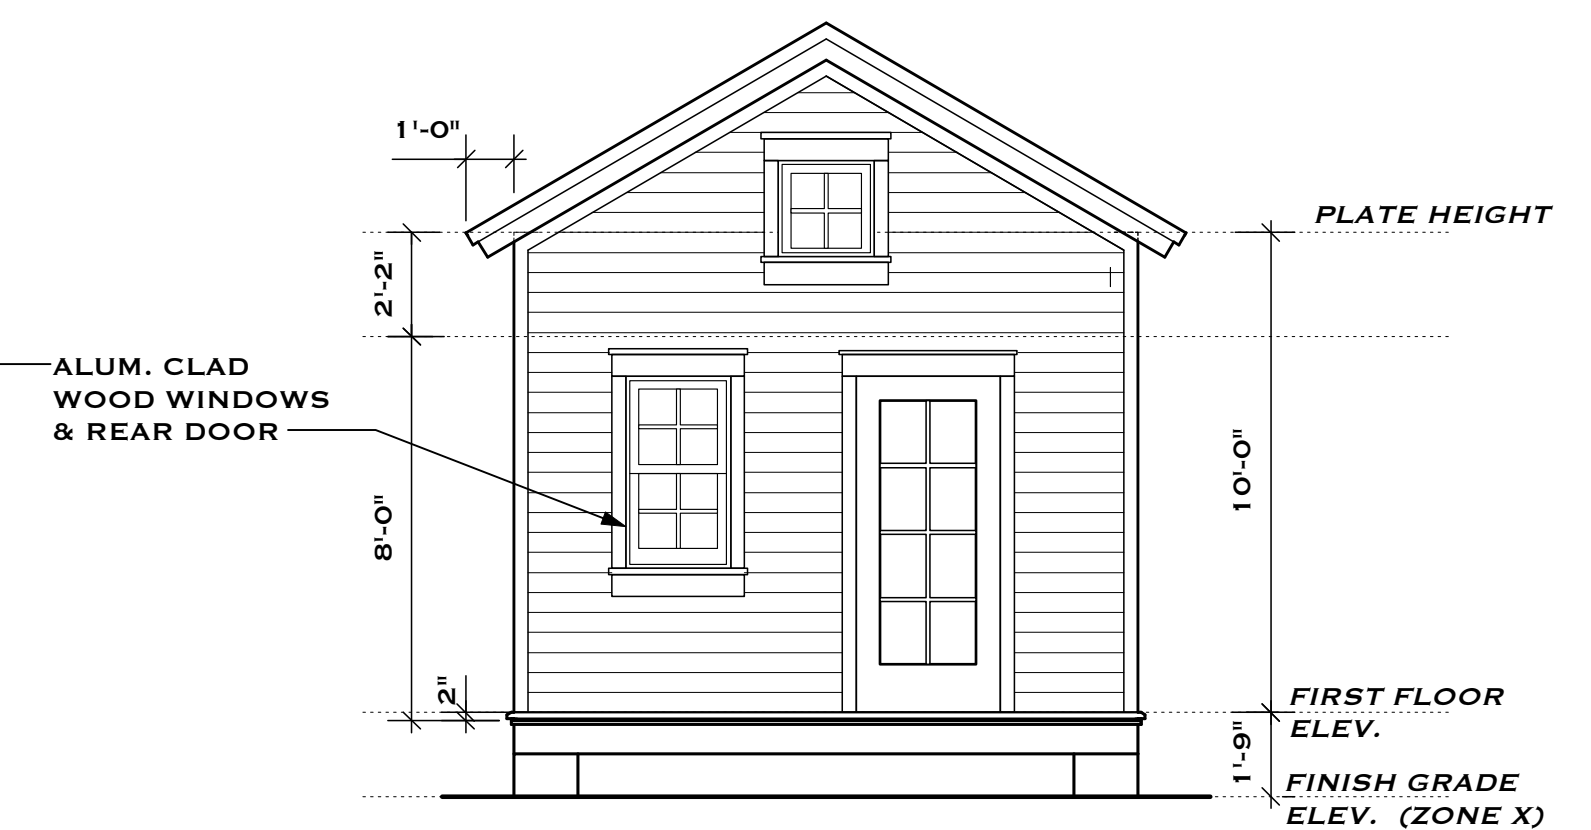 1'-0"
PLATE HEIGHT
2'-2"
ALUM. CLAD
WOOD WINDOWS
& REAR DOOR
8'-0"
10'-0"
2"
FIRST FLOOR
ELEV.
1'-9"
FINISH GRADE
ELEV. (ZONE X)